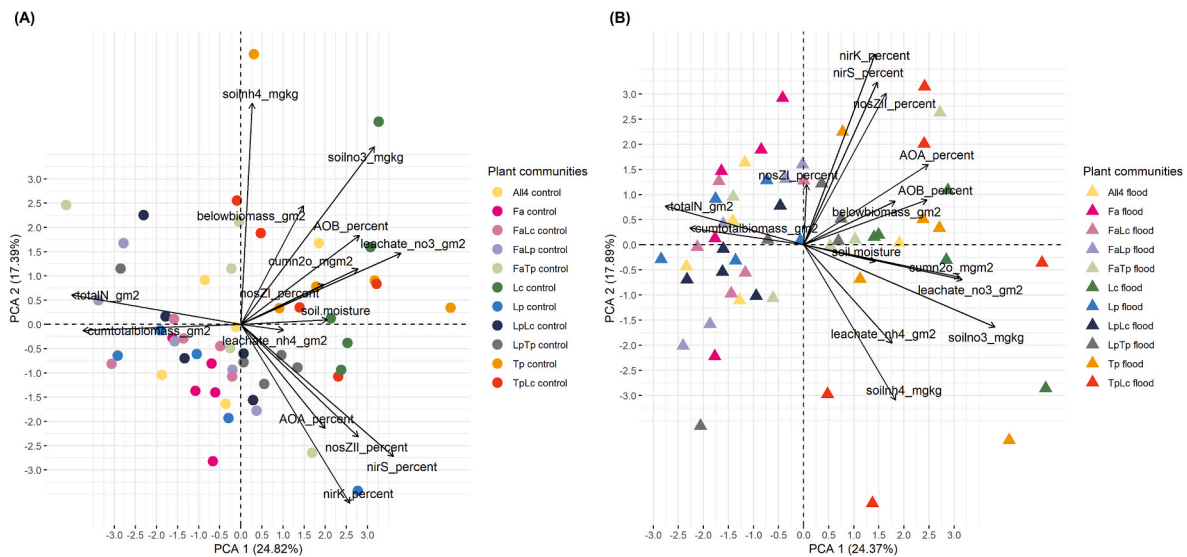 (A)
PCA 2 (17.39%)
3.0
2.5
2.0
1.5
1.0
0.5
0.0
-0.5
-1.0
-1.5
-2.0
-2.5
-3.0
soilnh4_mgkg
soilno3_mgkg
belowbiomass_gm2
AOB_percent
leachate_no3_gm2
cumn2o_mgm2
nosZI_percent
totalN_gm2
soil.moisture
cumtotalbiomass_gm2
leachate_nh4_gm2
AOA_percent
nosZII_percent
nirS_percent
nirK_percent
-3.0 -2.5 -2.0 -1.5 -1.0 -0.5 0.0 0.5 1.0 1.5 2.0 2.5 3.0
PCA 1 (24.82%)
Plant communities
All4 control
Fa control
FaLc control
FaLp control
FaTp control
Lc control
Lp control
LpLc control
LpTp control
Tp control
TpLc control
(B)
PCA 2 (17.89%)
3.0
2.5
2.0
1.5
1.0
0.5
0.0
-0.5
-1.0
-1.5
-2.0
-2.5
-3.0
nirK_percent
nirS_percent
nosZII_percent
AOA_percent
nosZI_percent
AOB_percent
totalN_gm2
belowbiomass_gm2
cumtotalbiomass_gm2
soil.moisture
cumn2o_mgm2
leachate_no3_gm2
leachate_nh4_gm2
soilno3_mgkg
soilnh4_mgkg
-3.0 -2.5 -2.0 -1.5 -1.0 -0.5 0.0 0.5 1.0 1.5 2.0 2.5 3.0
PCA 1 (24.37%)
Plant communities
All4 flood
Fa flood
FaLc flood
FaLp flood
FaTp flood
Lc flood
Lp flood
LpLc flood
LpTp flood
Tp flood
TpLc flood